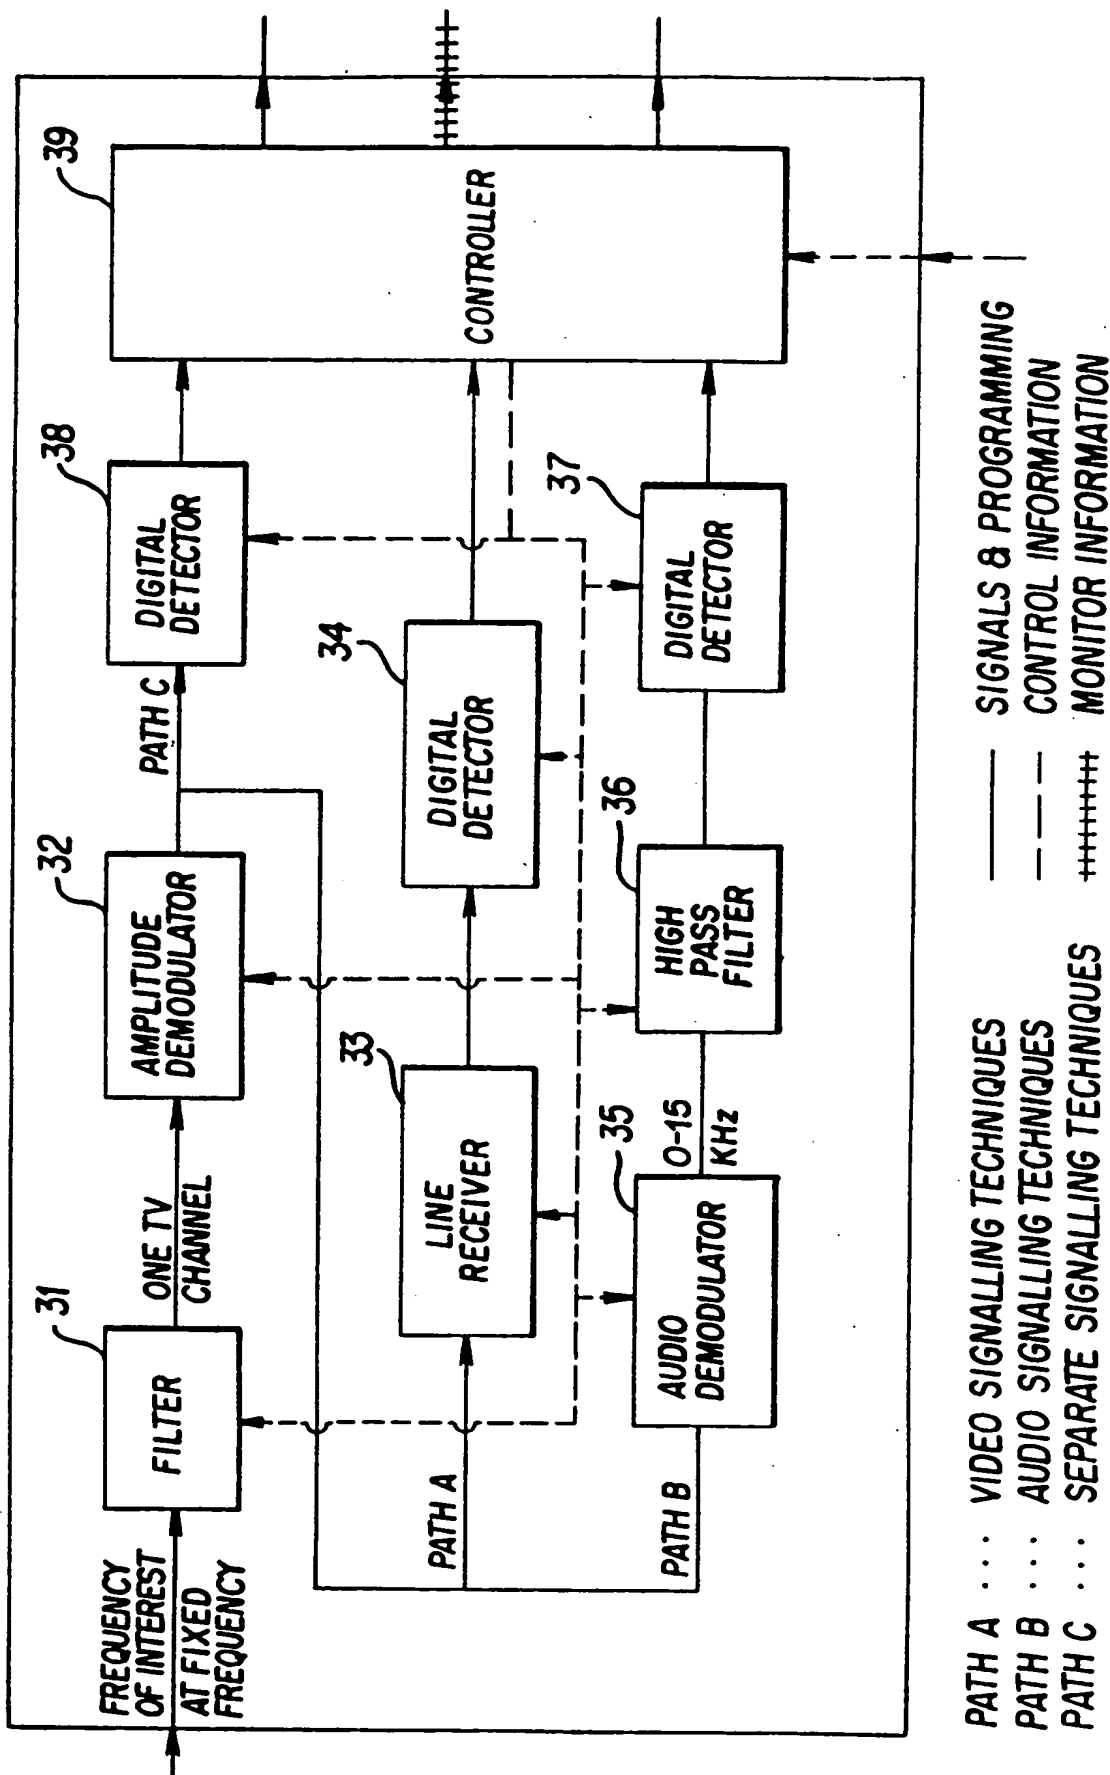 FREQUENCY
OF INTEREST
AT FIXED
FREQUENCY
31
FILTER
ONE TV
CHANNEL
32
AMPLITUDE
DEMODULATOR
PATH C
38
DIGITAL
DETECTOR
39
CONTROLLER
PATH A
33
LINE
RECEIVER
34
DIGITAL
DETECTOR
PATH B
35
AUDIO
DEMODULATOR
0-15
KHz
36
HIGH
PASS
FILTER
37
DIGITAL
DETECTOR
PATH A ... VIDEO SIGNALLING TECHNIQUES
PATH B ... AUDIO SIGNALLING TECHNIQUES
PATH C ... SEPARATE SIGNALLING TECHNIQUES
SIGNALS & PROGRAMMING
CONTROL INFORMATION
MONITOR INFORMATION